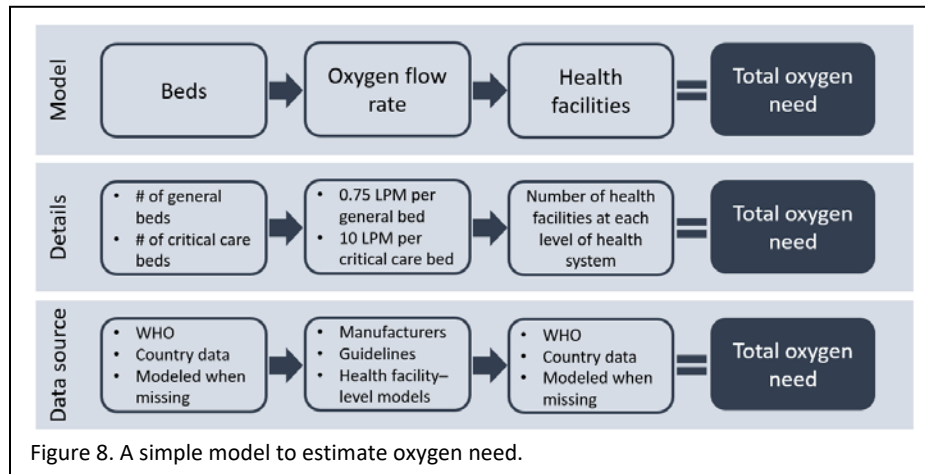 Model
Beds
Oxygen flow
rate
Health
facilities
Total oxygen
need
Details
• # of general
beds
• # of critical care
beds
• 0.75 LPM per
general bed
• 10 LPM per
critical care bed
Number of health
facilities at each
level of health
system
Total oxygen
need
Data source
• WHO
• Country data
• Modeled when
missing
• Manufacturers
• Guidelines
• Health facility–
level models
• WHO
• Country data
• Modeled when
missing
Total oxygen
need
Figure 8. A simple model to estimate oxygen need.